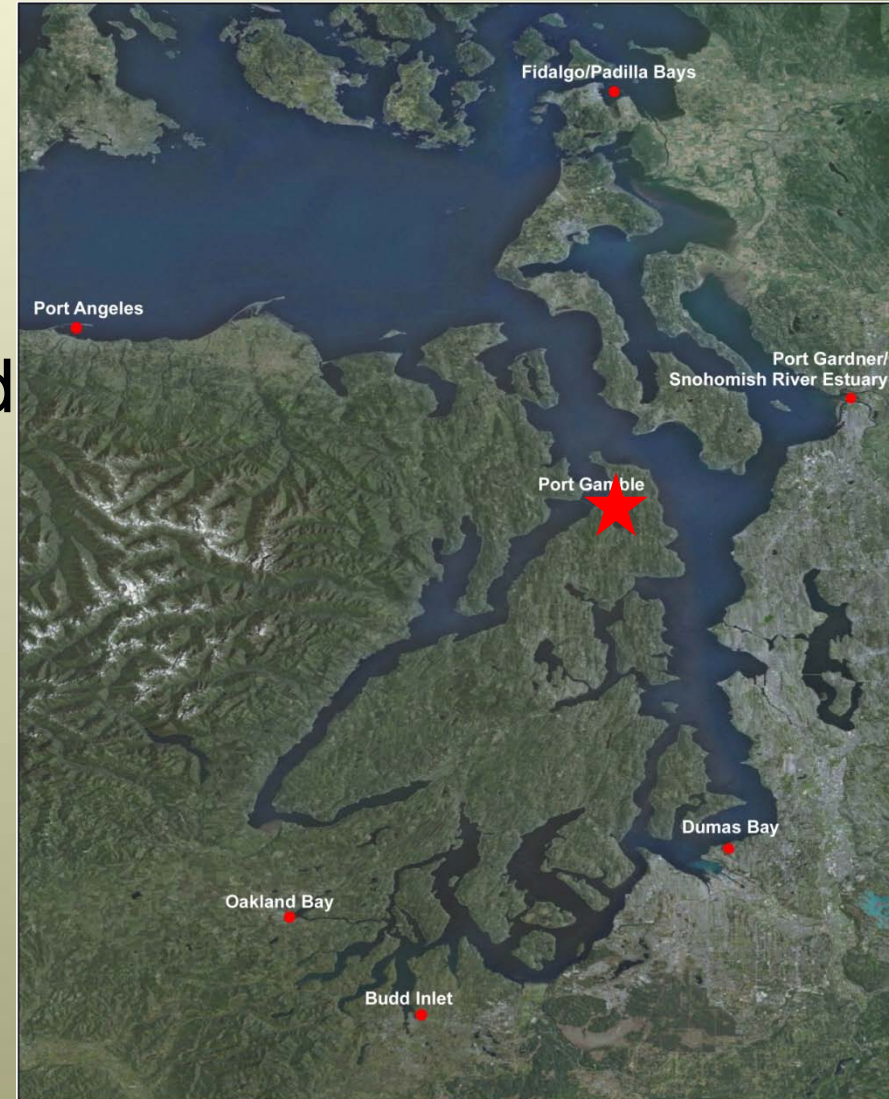 Fidalgo/Padilla Bays
Port Angeles
d
Port Gardner/
Snohomish River Estuary
Port Gamble
Dumas Bay
Oakland Bay
Budd Inlet